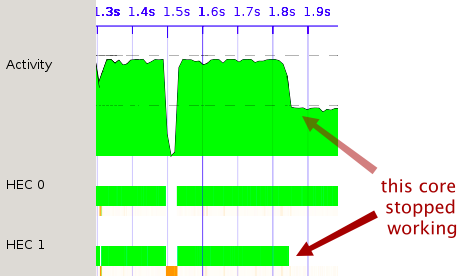 1.3s 1.4s 1.5s 1.6s 1.7s 1.8s 1.9s
Activity
HEC 0
HEC 1
this core
stopped
working